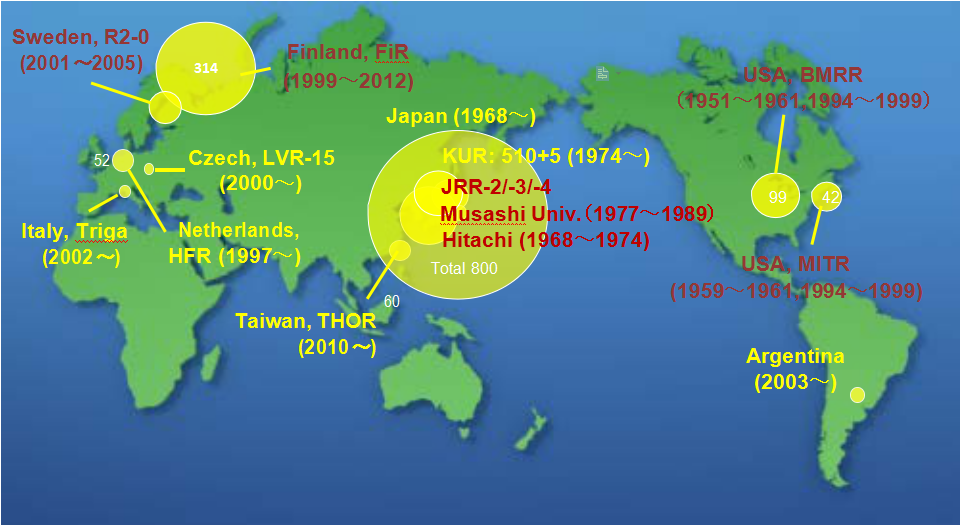 Sweden, R2-0
(2001～2005)
314
Finland, FiR
(1999～2012)
USA, BMRR
（1951～1961,1994～1999）
Japan (1968～)
52
Czech, LVR-15
(2000～)
KUR: 510+5 (1974～)
JRR-2/-3/-4
Musashi Univ.（1977～1989）
Hitachi (1968～1974)
99
42
Italy, Triga
(2002～)
Netherlands,
HFR (1997～)
Total 800
60
USA, MITR
(1959～1961,1994～1999)
Taiwan, THOR
(2010～)
Argentina
(2003～)